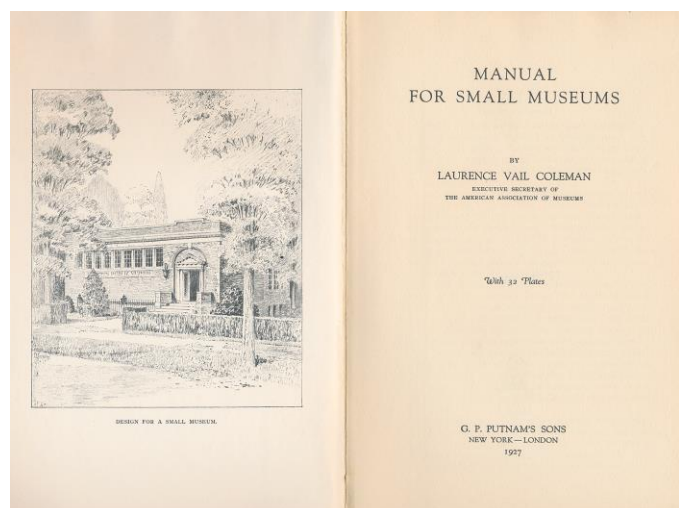 DESIGN FOR A SMALL MUSEUM.
MANUAL
FOR SMALL MUSEUMS
BY
LAURENCE VAIL COLEMAN
EXECUTIVE SECRETARY OF
THE AMERICAN ASSOCIATION OF MUSEUMS
With 32 Plates
G. P. PUTNAM'S SONS
NEW YORK—LONDON
1927